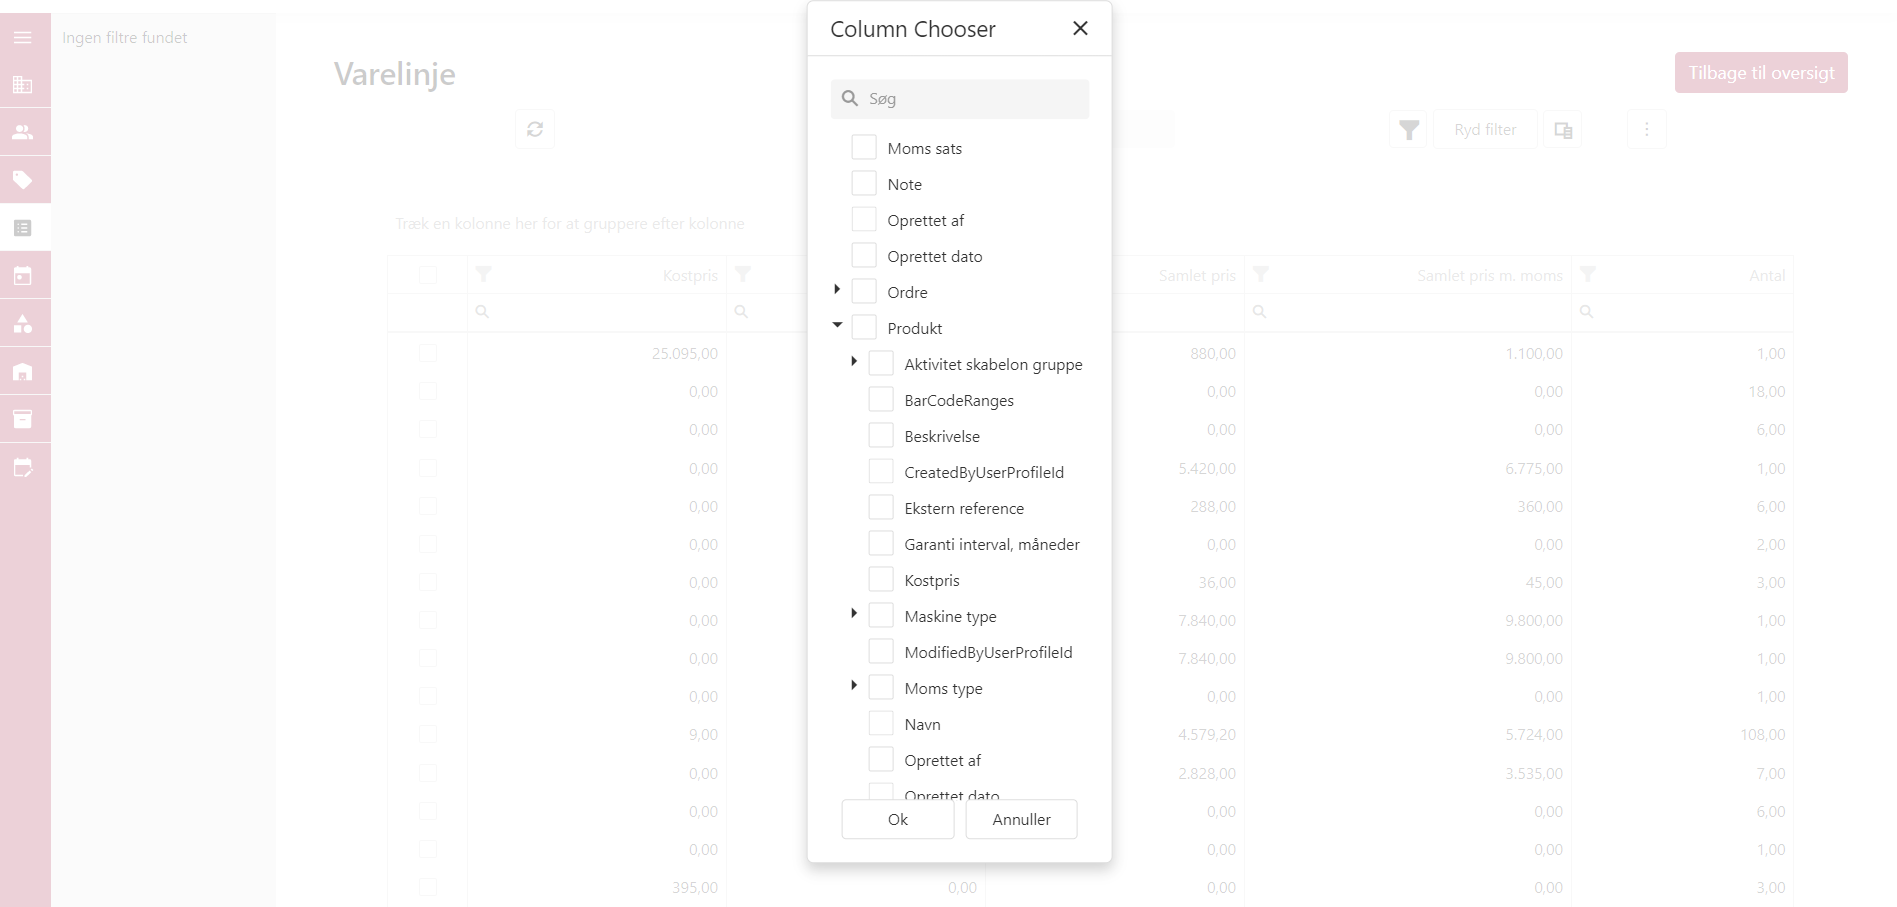 Ingen filtre fundet
Varelinje
Tilbage til oversigt
Ryd filter
Træk en kolonne her for at gruppere efter kolonne
Kostpris Samlet pris Samlet pris m. moms Antal
25.095,00 880,00 1.100,00 1,00
0,00 0,00 0,00 18,00
0,00 0,00 0,00 6,00
0,00 5.420,00 6.775,00 1,00
0,00 288,00 360,00 6,00
0,00 0,00 0,00 2,00
0,00 36,00 45,00 3,00
0,00 7.840,00 9.800,00 1,00
0,00 7.840,00 9.800,00 1,00
0,00 0,00 0,00 1,00
9,00 4.579,20 5.724,00 108,00
0,00 2.828,00 3.535,00 7,00
0,00 0,00 0,00 6,00
0,00 0,00 0,00 1,00
395,00 0,00 0,00 0,00 3,00
Column Chooser
Søg
Moms sats
Note
Oprettet af
Oprettet dato
Ordre
Produkt
Aktivitet skabelon gruppe
BarCodeRanges
Beskrivelse
CreatedByUserProfileId
Ekstern reference
Garanti interval, måneder
Kostpris
Maskine type
ModifiedByUserProfileId
Moms type
Navn
Oprettet af
Oprettet dato
Ok Annuller